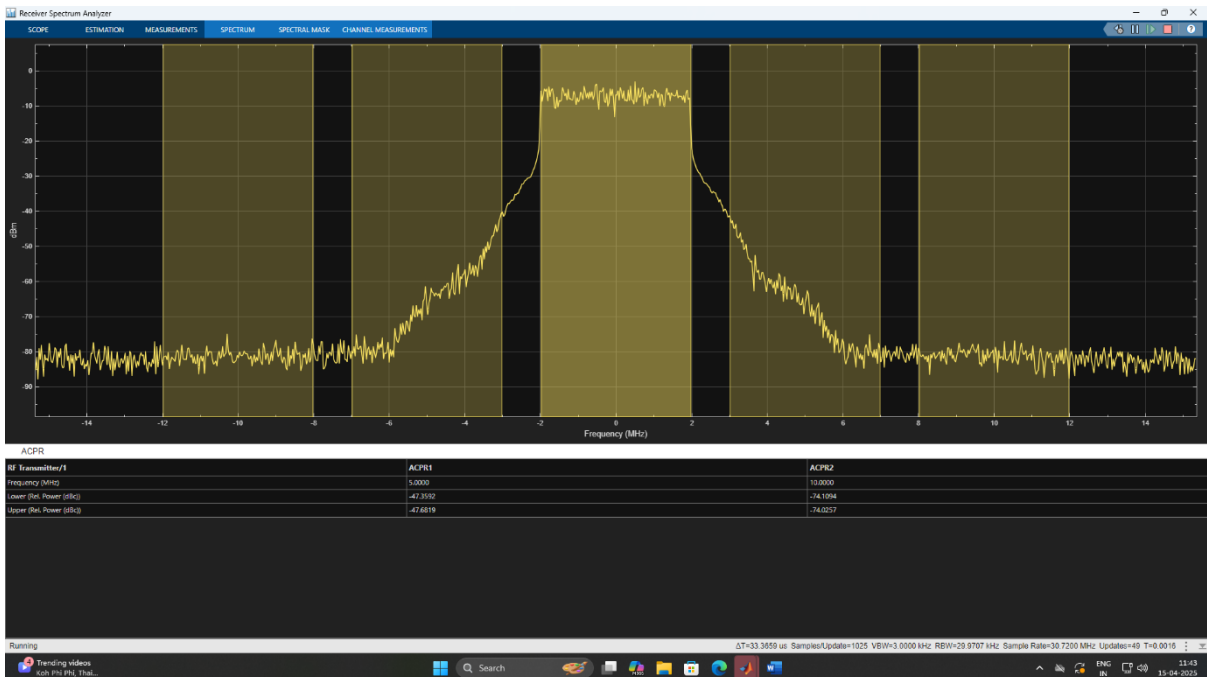 Receiver Spectrum Analyzer
SCOPE ESTIMATION MEASUREMENTS SPECTRUM SPECTRAL MASK CHANNEL MEASUREMENTS
0
-10
-20
-30
-40
-50
-60
-70
-80
-90
dBm
-14 -12 -10 -8 -6 -4 -2 0 2 4 6 8 10 12 14
Frequency (MHz)
ACPR
RF Transmitter/1 ACPR1 ACPR2
Frequency (MHz) 5.0000 10.0000
Lower (Rel. Power (dBc)) -47.3592 -74.1094
Upper (Rel. Power (dBc)) -47.6819 -74.0257
Running ΔT=33.3659 us Samples/Update=1025 VBW=3.0000 kHz RBW=29.9707 kHz Sample Rate=30.7200 MHz Updates=49 T=0.0016
4 Trending videos
Koh Phi Phi, Thai...
Search
ENG
IN
11:43
15-04-2025